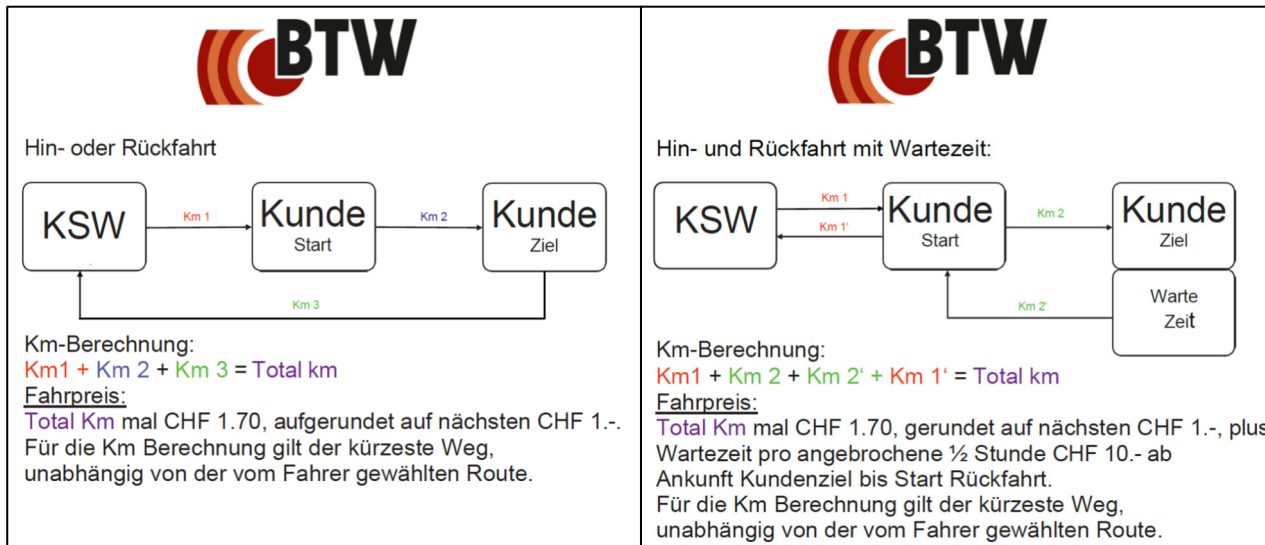 BTW
Hin- oder Rückfahrt
KSW
Km 1
Kunde
Start
Km 2
Kunde
Ziel
Km 3
Km-Berechnung:
Km1 + Km 2 + Km 3 = Total km
Fahrpreis:
Total Km mal CHF 1.70, aufgerundet auf nächsten CHF 1.-.
Für die Km Berechnung gilt der kürzeste Weg,
unabhängig von der vom Fahrer gewählten Route.
BTW
Hin- und Rückfahrt mit Wartezeit:
KSW
Km 1
Km 1'
Kunde
Start
Km 2
Kunde
Ziel
Km 2'
Warte
Zeit
Km-Berechnung:
Km1 + Km 2 + Km 2‘ + Km 1‘ = Total km
Fahrpreis:
Total Km mal CHF 1.70, gerundet auf nächsten CHF 1.-, plus
Wartezeit pro angebrochene ½ Stunde CHF 10.- ab
Ankunft Kundenziel bis Start Rückfahrt.
Für die Km Berechnung gilt der kürzeste Weg,
unabhängig von der vom Fahrer gewählten Route.